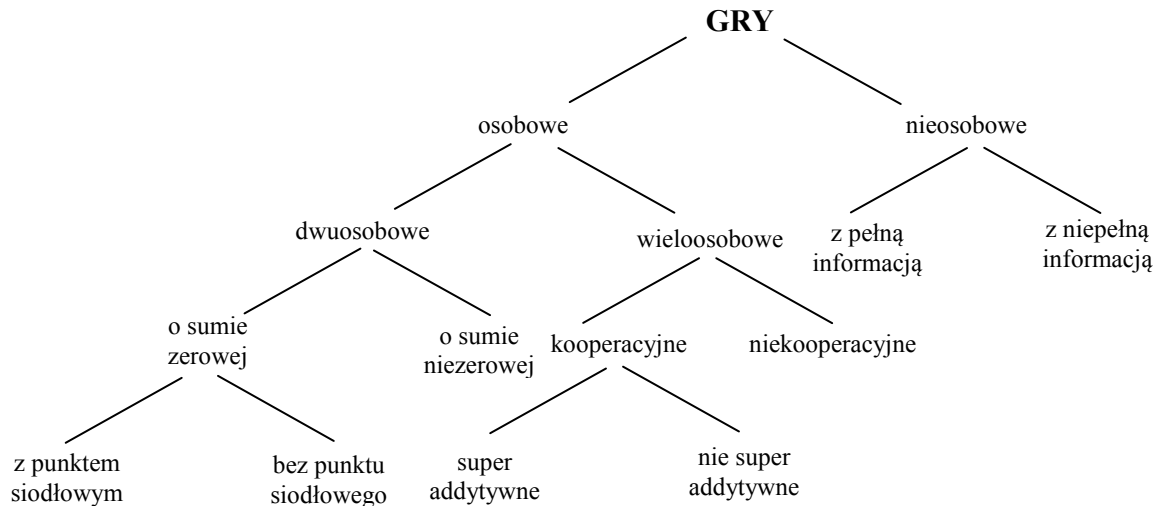 GRY
osobowe
nieosobowe
dwuosobowe
wieloosobowe
z pełną
informacją
z niepełną
informacją
o sumie
zerowej
o sumie
niezerowej
kooperacyjne
niekooperacyjne
z punktem
siodłowym
bez punktu
siodłowego
super
addytywne
nie super
addytywne